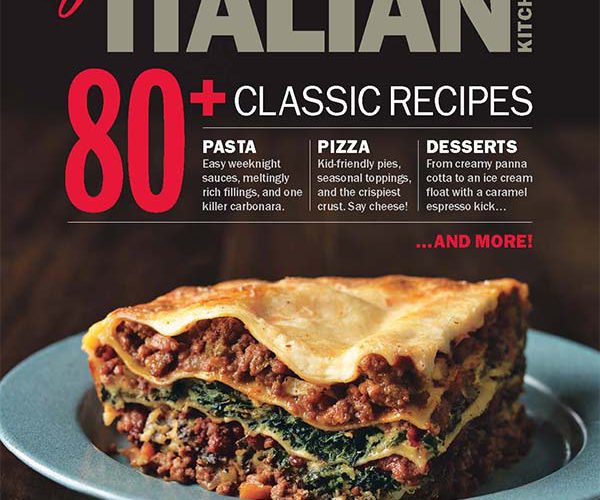 ITALIAN
80+ CLASSIC RECIPES
PASTA
Easy weeknight
sauces, meltingly
rich fillings, and one
killer carbonara.
PIZZA
Kid-friendly pies,
seasonal toppings,
and the crispiest
crust. Say cheese!
DESSERTS
From creamy panna
cotta to an ice cream
float with a caramel
espresso kick...
...AND MORE!